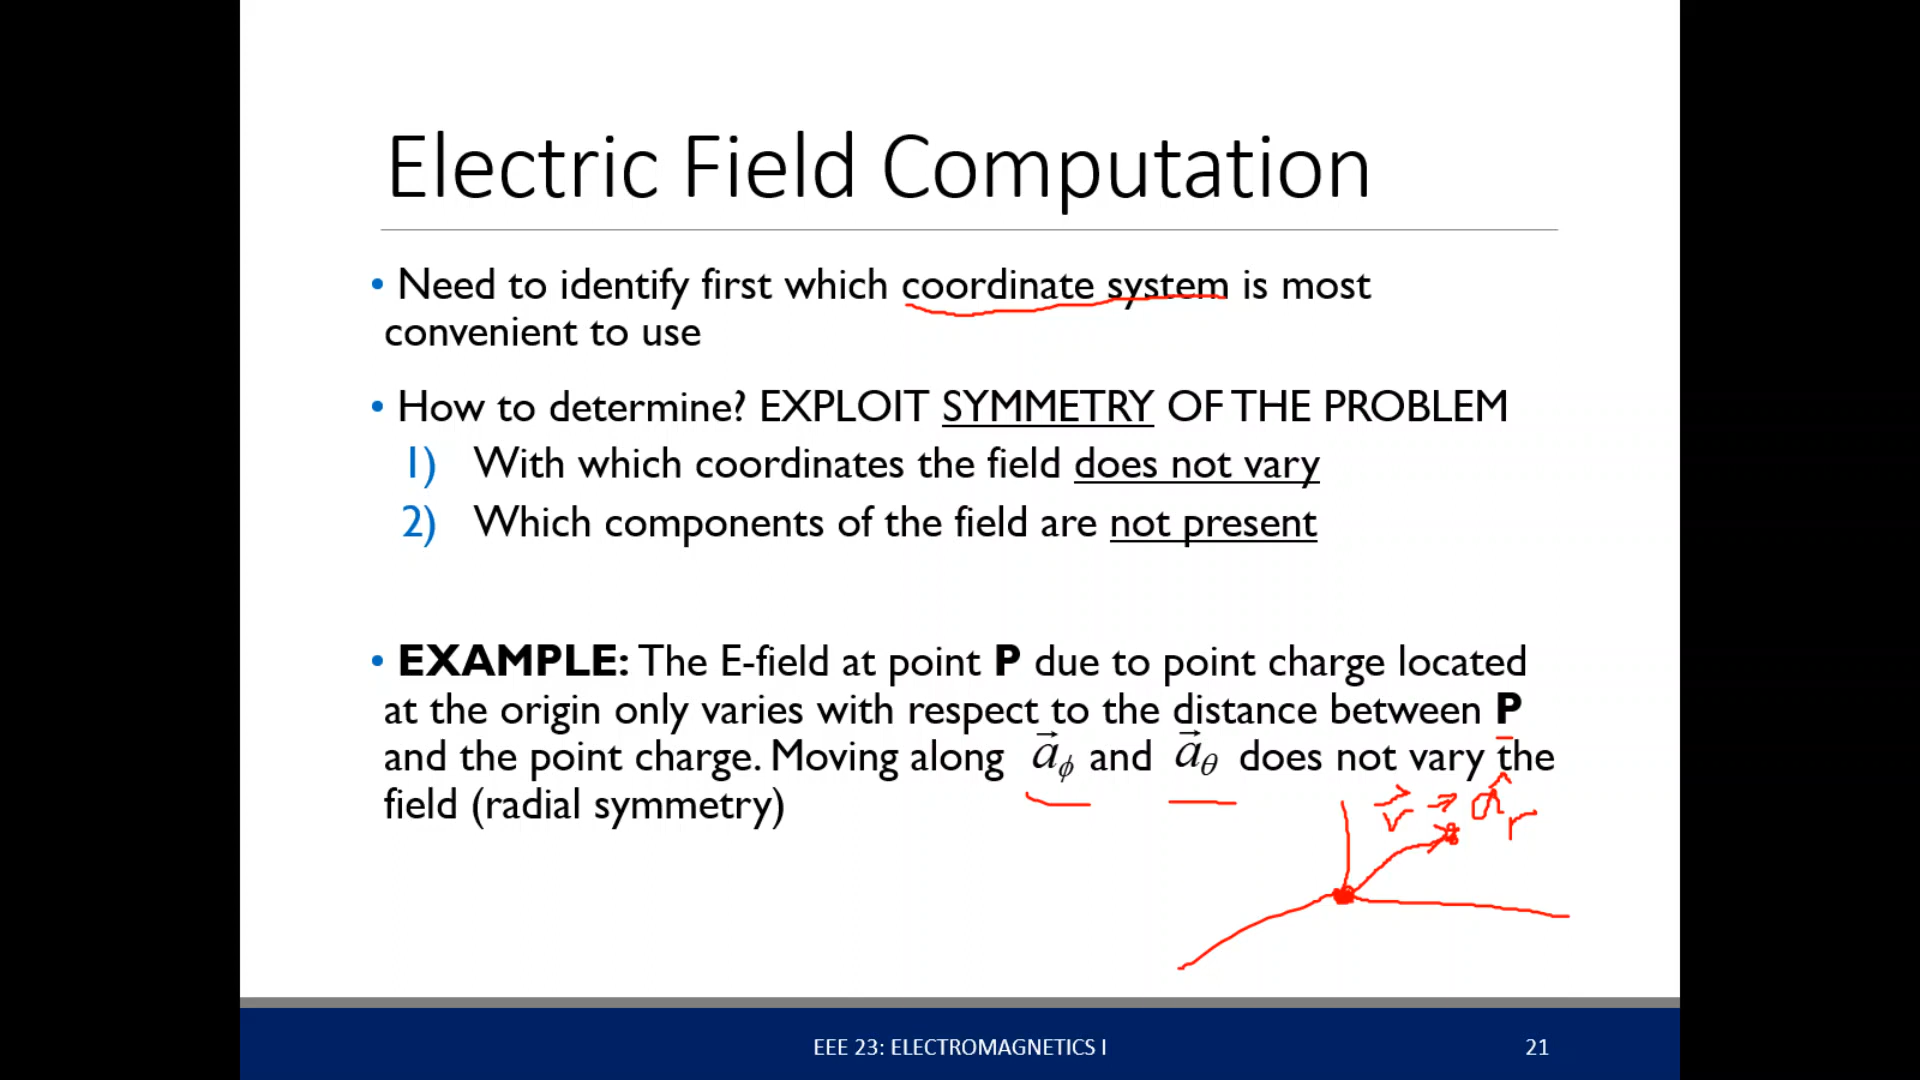 Electric Field Computation
• Need to identify first which coordinate system is most
convenient to use
• How to determine? EXPLOIT SYMMETRY OF THE PROBLEM
1) With which coordinates the field does not vary
2) Which components of the field are not present
• EXAMPLE: The E-field at point P due to point charge located
at the origin only varies with respect to the distance between P
and the point charge. Moving along a⃗ϕ and a⃗θ does not vary the
field (radial symmetry)
r⃗ → âr
EEE 23: ELECTROMAGNETICS I
21